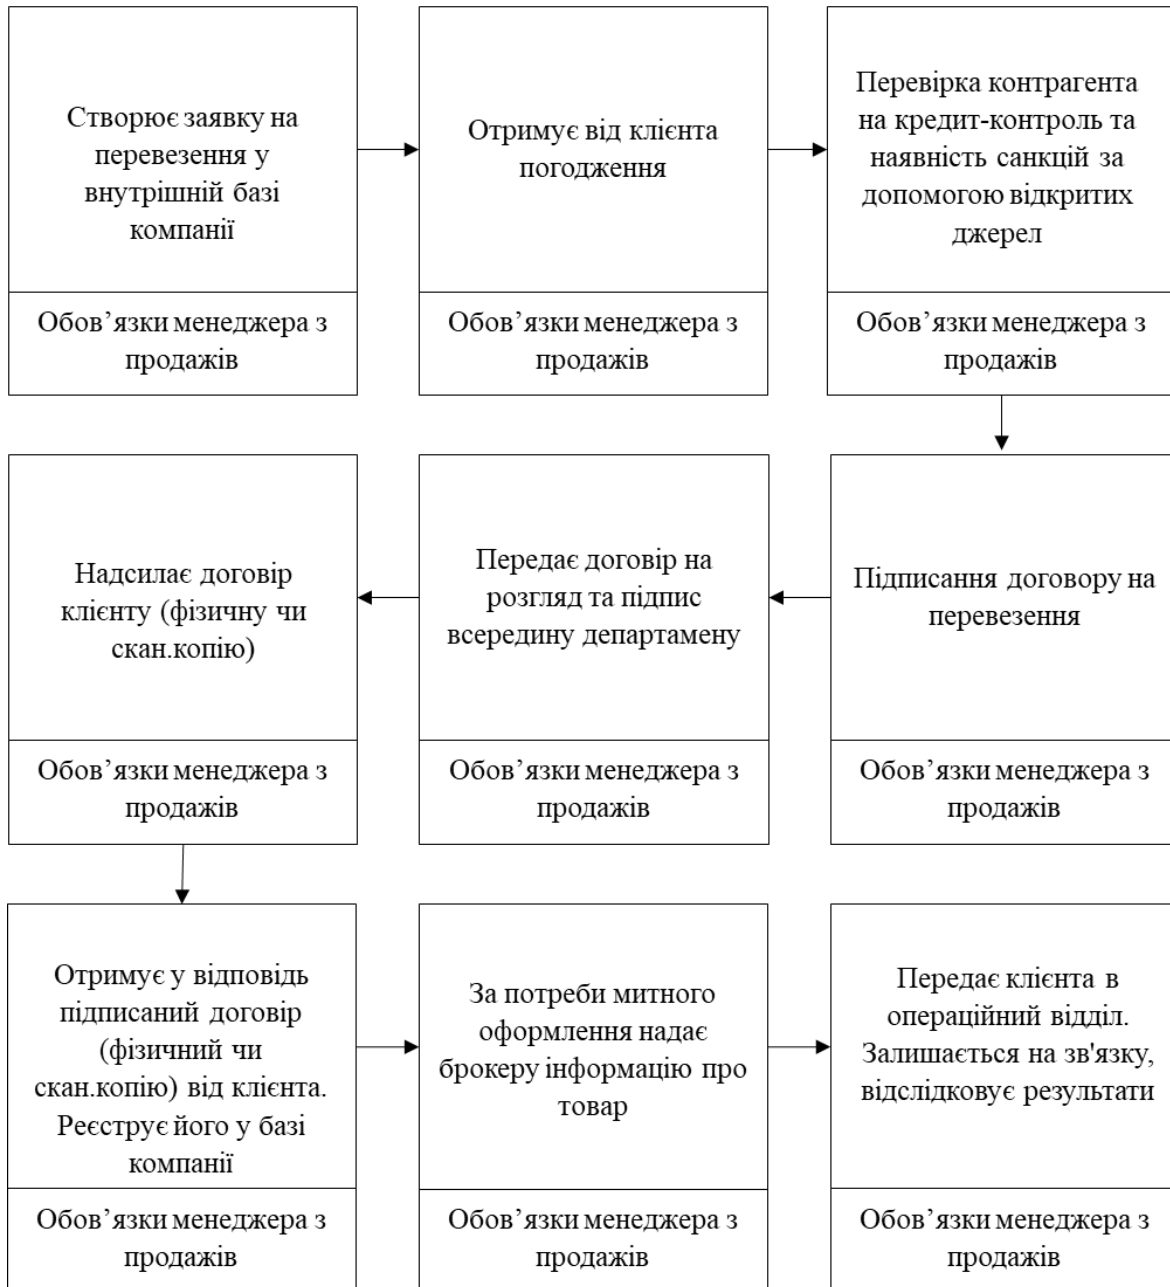 Створює заявку на
перевезення у
внутрішній базі
компанії
Обов’язки менеджера з
продажів
Отримує від клієнта
погодження
Обов’язки менеджера з
продажів
Перевірка контрагента
на кредит-контроль та
наявність санкцій за
допомогою відкритих
джерел
Обов’язки менеджера з
продажів
Підписання договору на
перевезення
Обов’язки менеджера з
продажів
Передає договір на
розгляд та підпис
всередину департамену
Обов’язки менеджера з
продажів
Надсилає договір
клієнту (фізичну чи
скан.копію)
Обов’язки менеджера з
продажів
Отримує у відповідь
підписаний договір
(фізичний чи
скан.копію) від клієнта.
Реєструє його у базі
компанії
Обов’язки менеджера з
продажів
За потреби митного
оформлення надає
брокеру інформацію про
товар
Обов’язки менеджера з
продажів
Передає клієнта в
операційний відділ.
Залишається на зв'язку,
відслідковує результати
Обов’язки менеджера з
продажів